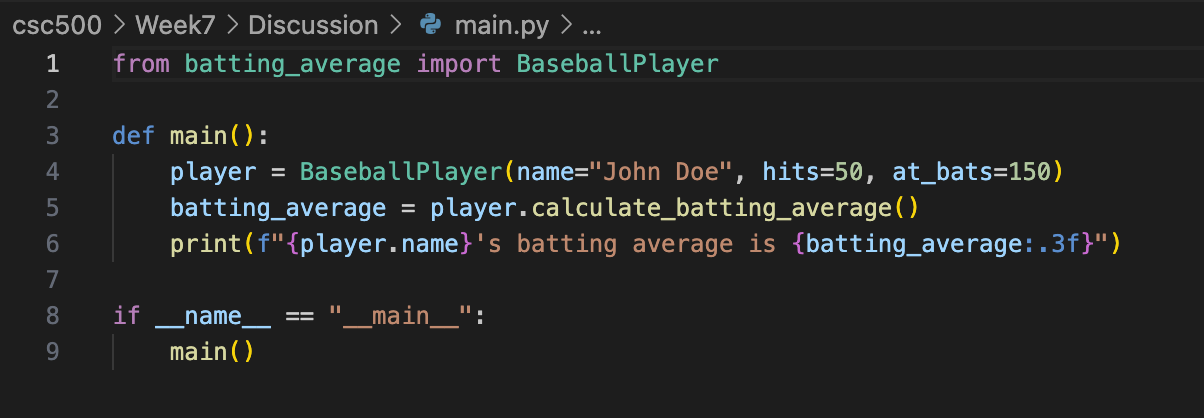 csc500 > Week7 > Discussion > main.py > ...
1 from batting_average import BaseballPlayer
2
3 def main():
4     player = BaseballPlayer(name="John Doe", hits=50, at_bats=150)
5     batting_average = player.calculate_batting_average()
6     print(f"{player.name}'s batting average is {batting_average:.3f}")
7
8 if __name__ == "__main__":
9     main()